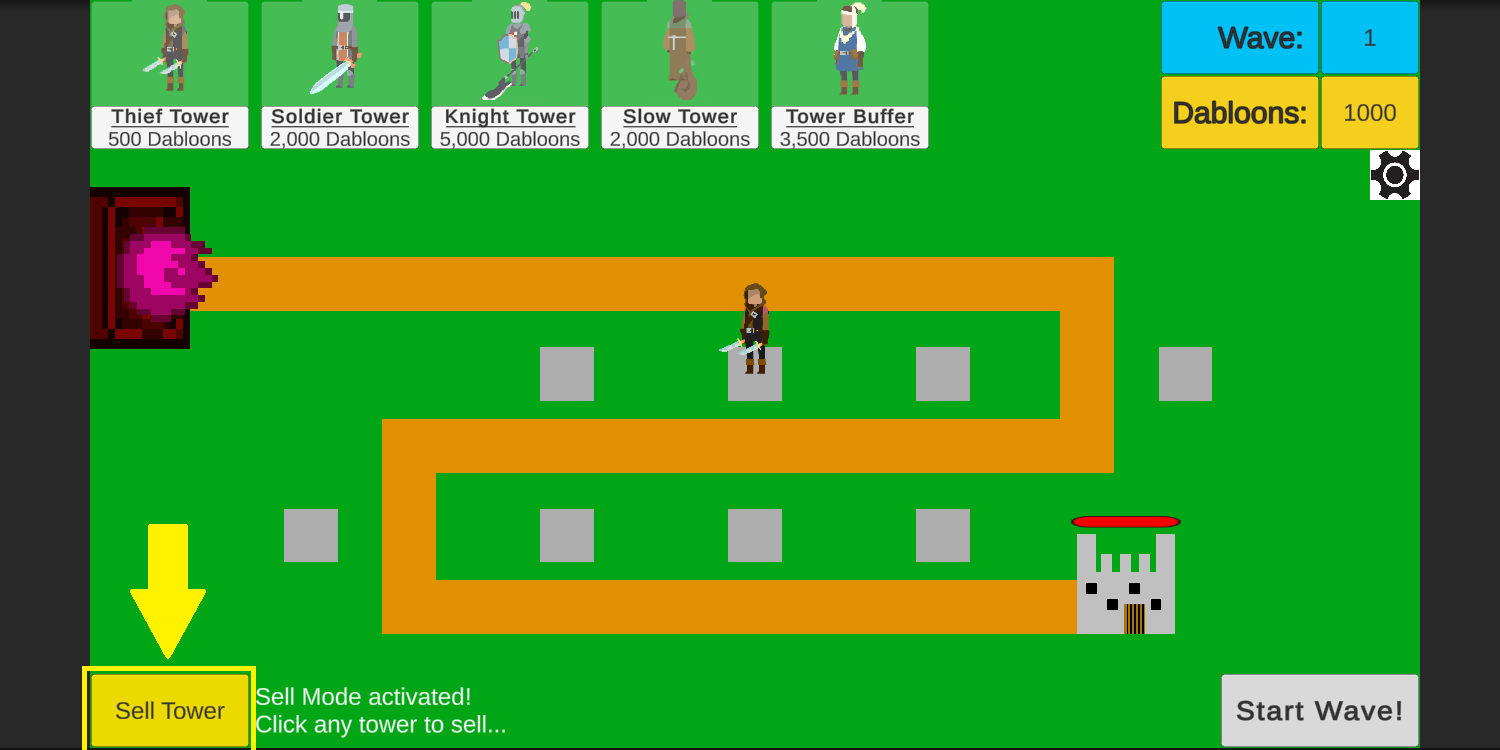 Thief Tower
500 Dabloons
Soldier Tower
2,000 Dabloons
Knight Tower
5,000 Dabloons
Slow Tower
2,000 Dabloons
Tower Buffer
3,500 Dabloons
Wave: 1
Dabloons: 1000
Sell Tower
Sell Mode activated!
Click any tower to sell...
Start Wave!